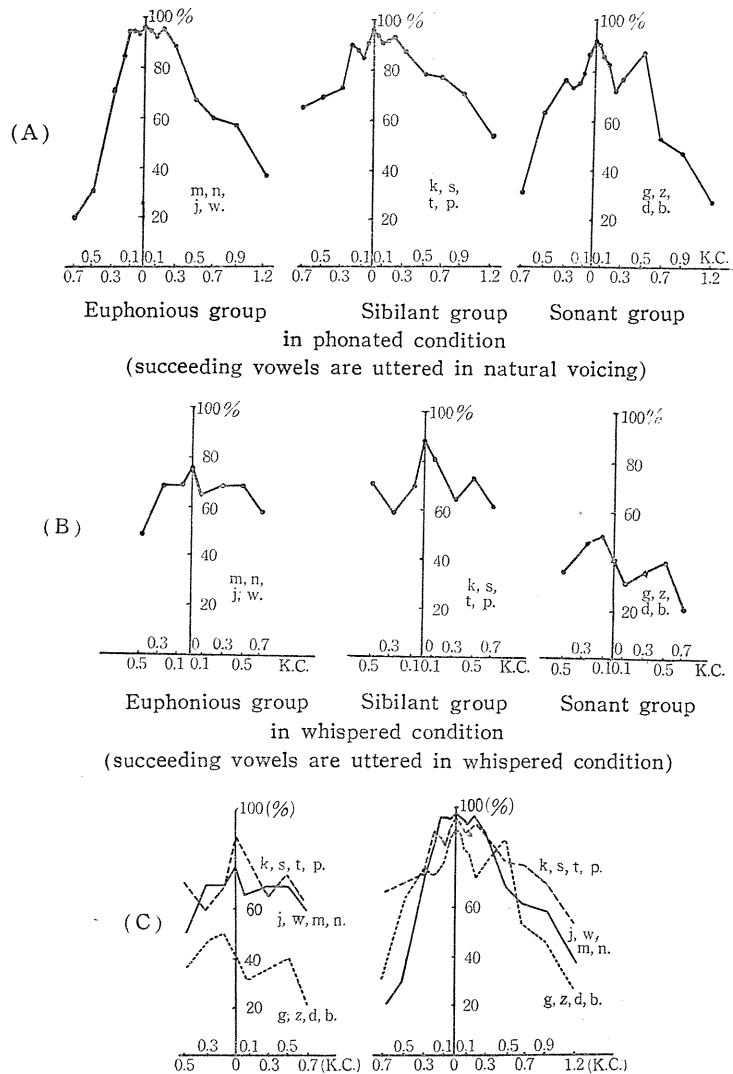 100%
100%
100%
80
80
80
60
60
60
(A)
40
40
40
m, n,
j, w.
k, s,
t, p.
g, z,
d, b.
20
20
20
0.5 0.1 0.1 0.5 0.9
0.5 0.1 0.1 0.5 0.9
0.5 0.1 0.5 0.9 K.C.
0.7 0.3 0 0.3 1.2
0.7 0.3 0 0.3 1.2
0.7 0.3 0 0.3 1.2
Euphonious group Sibilant group Sonant group
in phonated condition
(succeeding vowels are uttered in natural voicing)
100%
100%
100%
80
80
80
60
60
60
(B)
40
40
40
m, n,
j, w.
k, s,
t, p.
g, z,
d, b.
20
20
20
0.3 0 0.3 0.7
0.3 0 0.3 0.7
0.3 0 0.3 0.7
0.5 0.1 0.1 0.5 K.C.
0.5 0.1 0.1 0.5 K.C.
0.5 0.1 0.1 0.5 K.C.
Euphonious group Sibilant group Sonant group
in whispered condition
(succeeding vowels are uttered in whispered condition)
100(%)
100(%)
80
80
k, s, t, p.
k, s, t, p.
60
60
j, w, m, n.
j, w,
m, n.
(C)
40
40
g, z, d, b.
g, z, d, b.
20
20
0.3 0.1 0.5
0.5 0.1 0.1 0.5 0.9
0.5 0 0.3 0.7 (K.C.)
0.7 0.3 0 0.3 0.7 1.2 (K.C.)